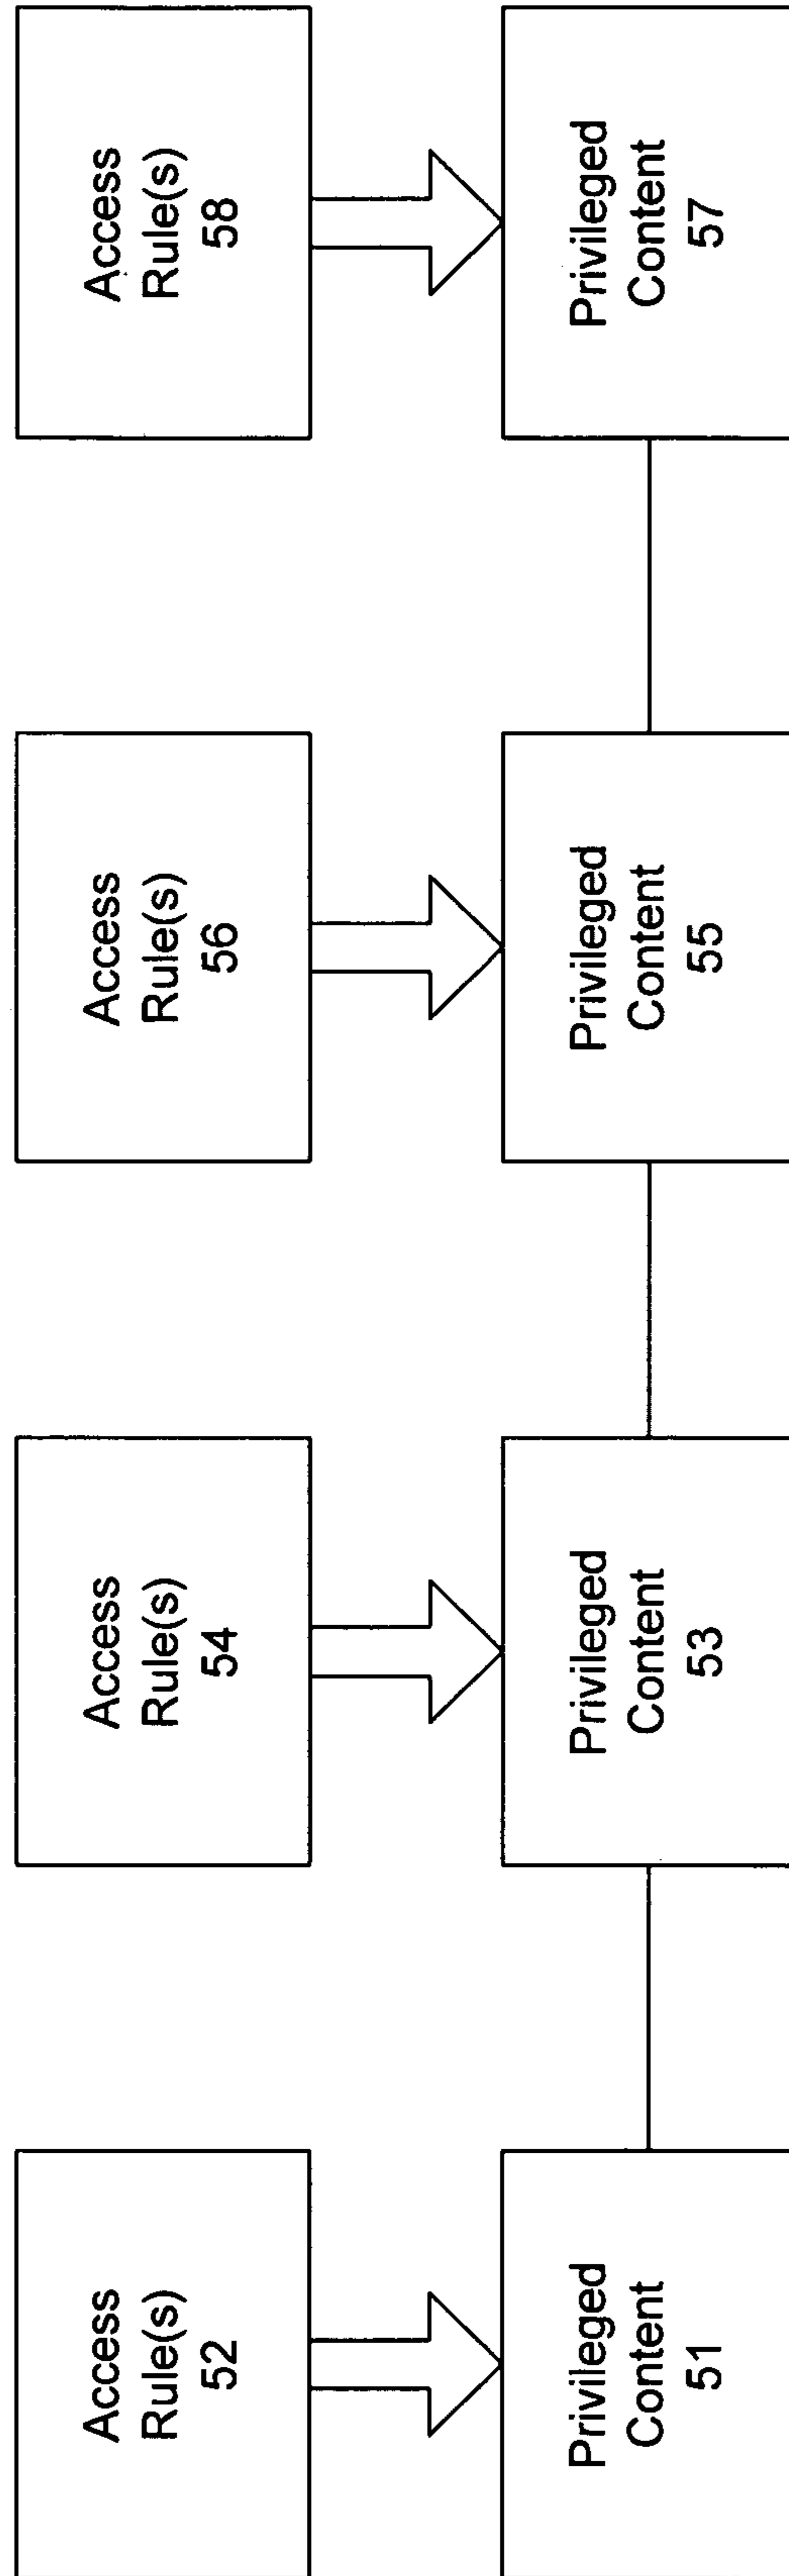 Access
Rule(s)
52
Access
Rule(s)
54
Access
Rule(s)
56
Access
Rule(s)
58
Privileged
Content
51
Privileged
Content
53
Privileged
Content
55
Privileged
Content
57